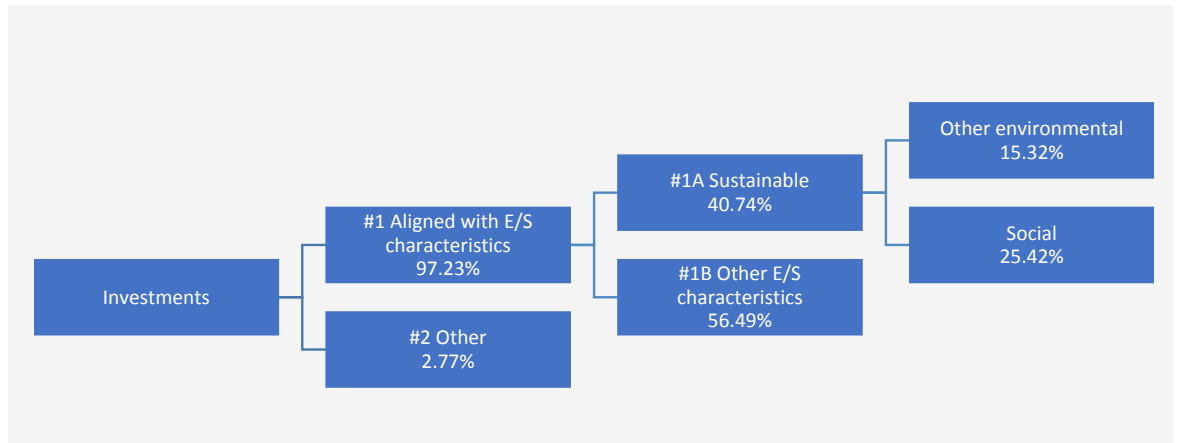 Investments
#1 Aligned with E/S
characteristics
97.23%
#2 Other
2.77%
#1A Sustainable
40.74%
#1B Other E/S
characteristics
56.49%
Other environmental
15.32%
Social
25.42%